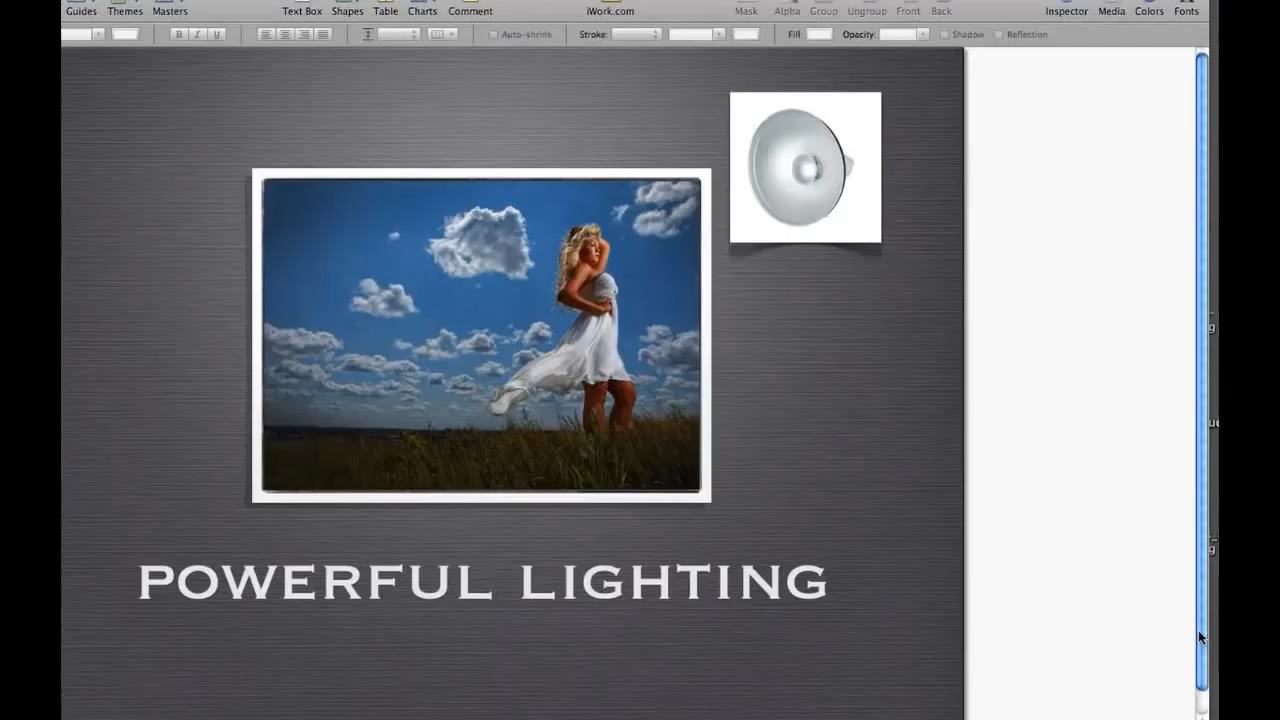 Guides Themes Masters Text Box Shapes Table Charts Comment iWork.com Mask Alpha Group Ungroup Front Back Inspector Media Colors Fonts
B I U Auto-shrink Stroke: Fill: Opacity: Shadow Reflection
POWERFUL LIGHTING